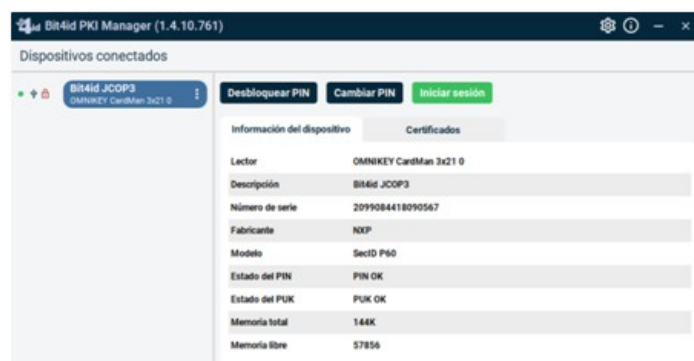 4id Bit4id PKI Manager (1.4.10.761)
Dispositivos conectados
Bit4id JCOP3
OMNIKEY CardMan 3x21 0
Desbloquear PIN Cambiar PIN Iniciar sesión
Información del dispositivo Certificados
Lector OMNIKEY CardMan 3x21 0
Descripción Bit4id JCOP3
Número de serie 2099084418090567
Fabricante NXP
Modelo SecID P60
Estado del PIN PIN OK
Estado del PUK PUK OK
Memoria total 144K
Memoria libre 57856